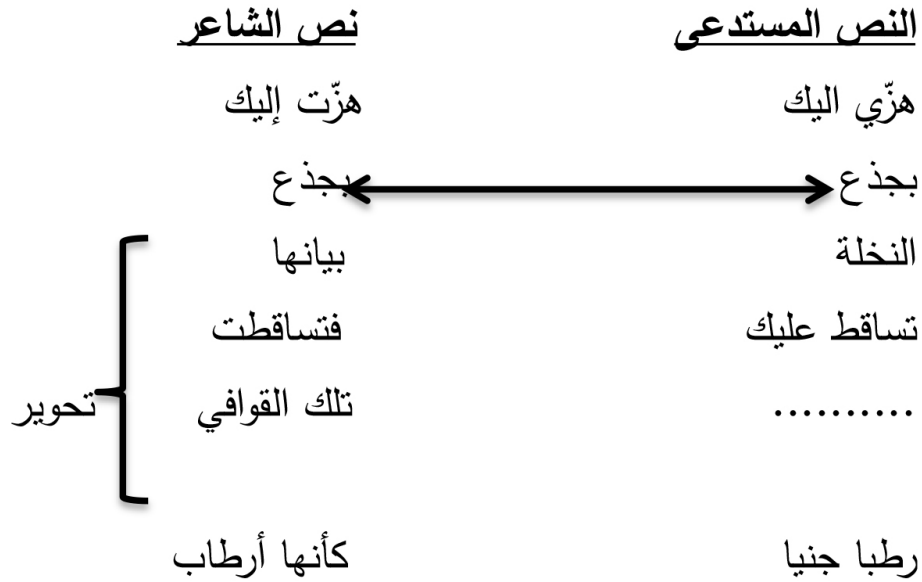 النص المستدعى نص الشاعر
هزّي اليك هزّت إليك
بجذع بجذع
النخلة بيانها
تساقط عليك فتساقطت
.......... تلك القوافي
تحوير
رطبا جنيا كأنها أرطاب